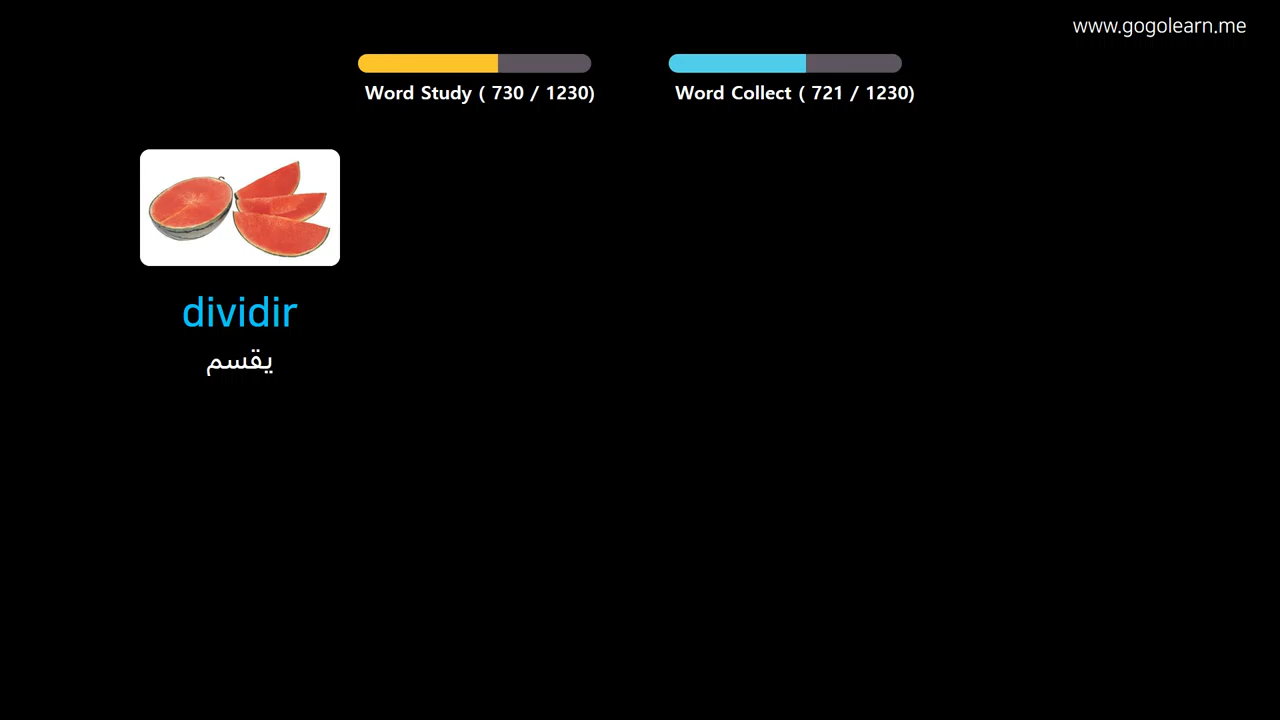 www.gogolearn.me
Word Study ( 730 / 1230)
Word Collect ( 721 / 1230)
dividir
يقسم